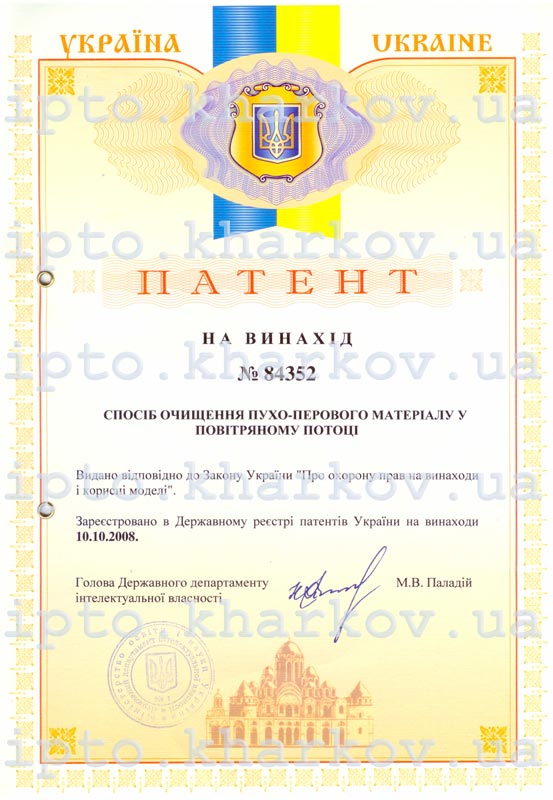 УКРАЇНА
UKRAINE
ipto.kharkov.ua
ipto.kharkov.ua
ПАТЕНТ
НА ВИНАХІД
ipto.kharkov.ua
№ 84352
СПОСІБ ОЧИЩЕННЯ ПУХО-ПЕРОВОГО МАТЕРІАЛУ У
ПОВІТРЯНОМУ ПОТОЦІ
Видано відповідно до Закону України "Про охорону прав на винаходи
і корисні моделі".
ipto.kharkov.ua
Зареєстровано в Державному реєстрі патентів України на винаходи
10.10.2008.
Голова Державного департаменту
інтелектуальної власності
М.В. Паладій
ipto.kharkov.ua
ipto.kharkov.ua